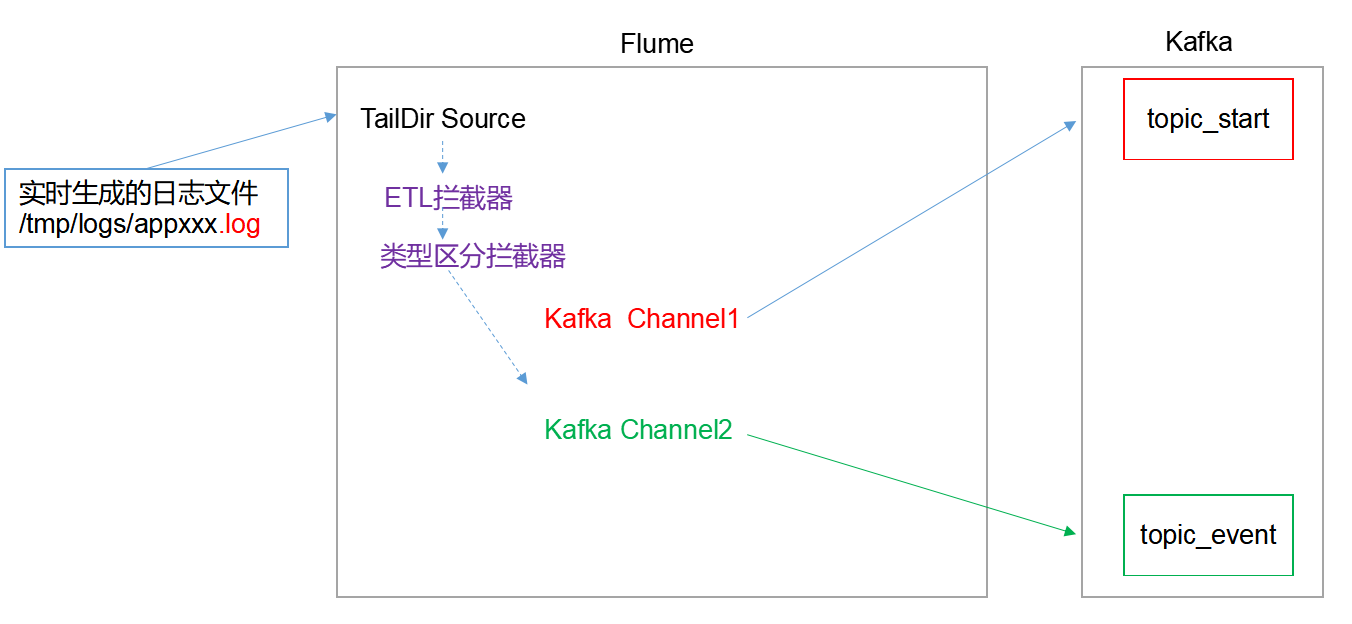 Flume
Kafka
TailDir Source
topic_start
实时生成的日志文件
/tmp/logs/appxxx.log
ETL拦截器
类型区分拦截器
Kafka Channel1
Kafka Channel2
topic_event